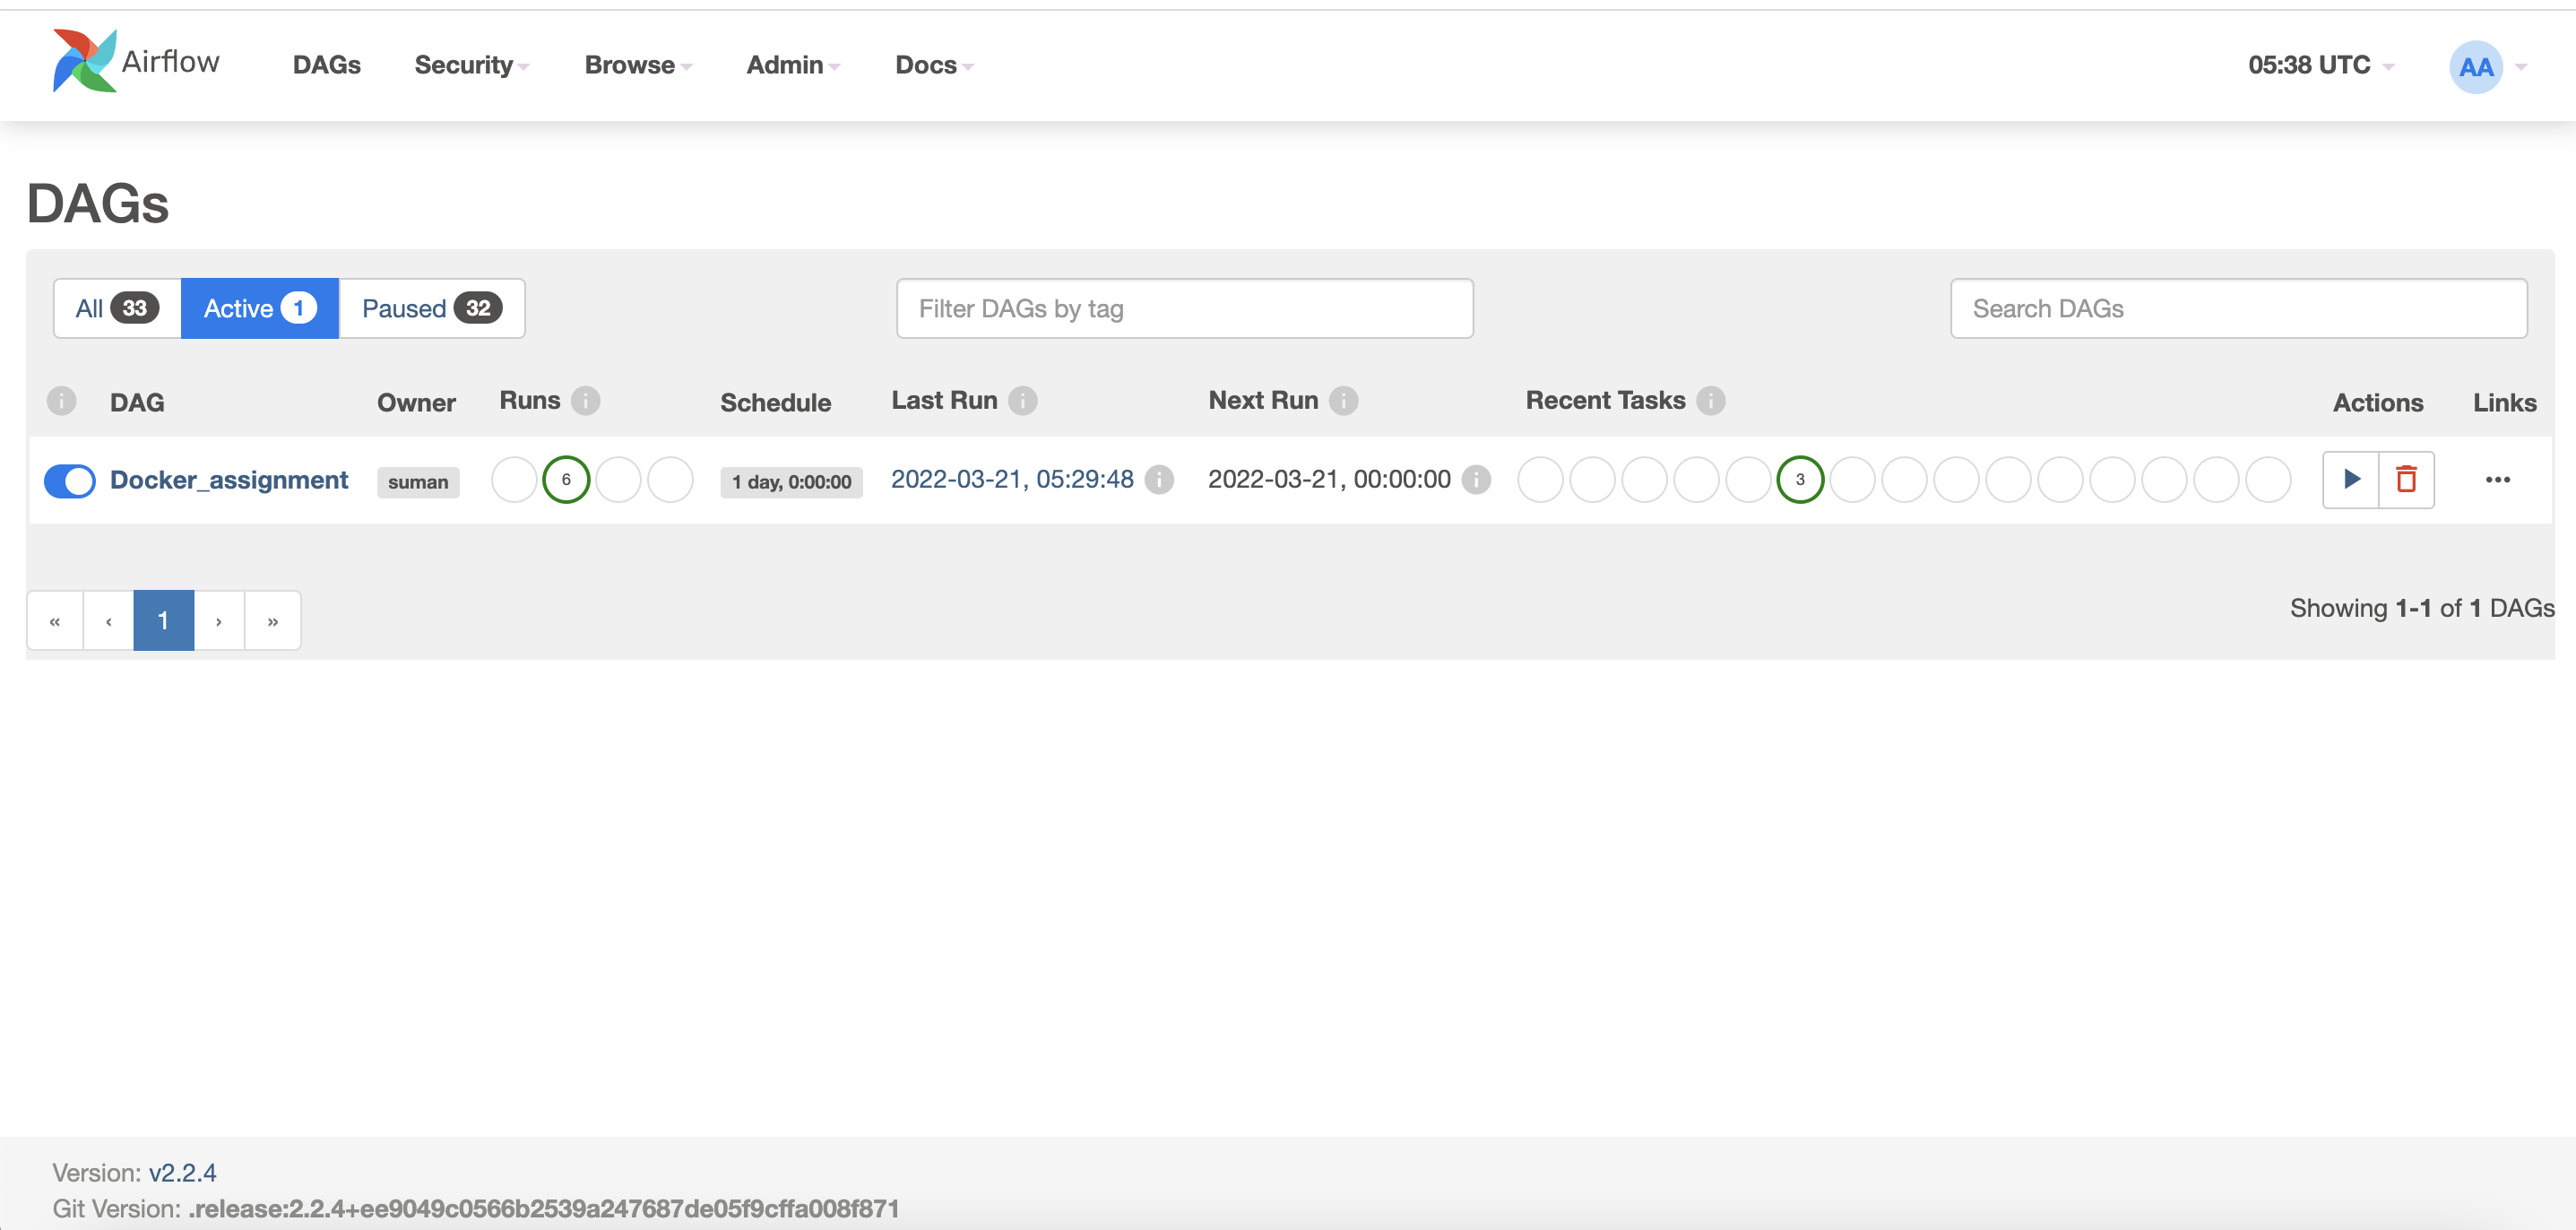 Airflow DAGs Security Browse Admin Docs 05:38 UTC AA
DAGs
All 33 Active 1 Paused 32 Filter DAGs by tag Search DAGs
i DAG Owner Runs i Schedule Last Run i Next Run i Recent Tasks i Actions Links
Docker_assignment suman 6 1 day, 0:00:00 2022-03-21, 05:29:48 i 2022-03-21, 00:00:00 i 3 •••
« ‹ 1 › » Showing 1-1 of 1 DAGs
Version: v2.2.4
Git Version: .release:2.2.4+ee9049c0566b2539a247687de05f9cffa008f871